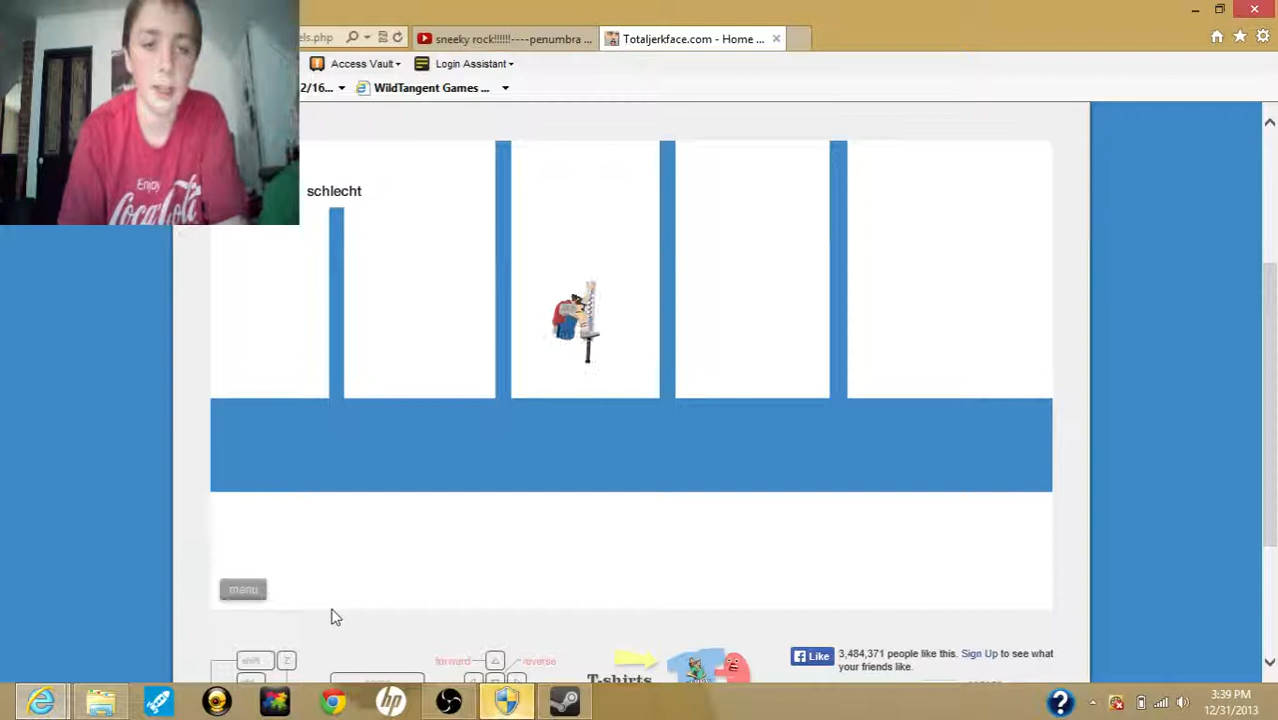 els.php
sneeky rock!!!!!!----penumbra ...
Totaljerkface.com - Home ...
Access Vault
Login Assistant
2/16...
WildTangent Games ...
Enjoy
Coca-Cola
schlecht
menu
shift
Z
forward
reverse
T-shirts
Like
3,484,371 people like this. Sign Up to see what
your friends like.
hp
3:39 PM
12/31/2013